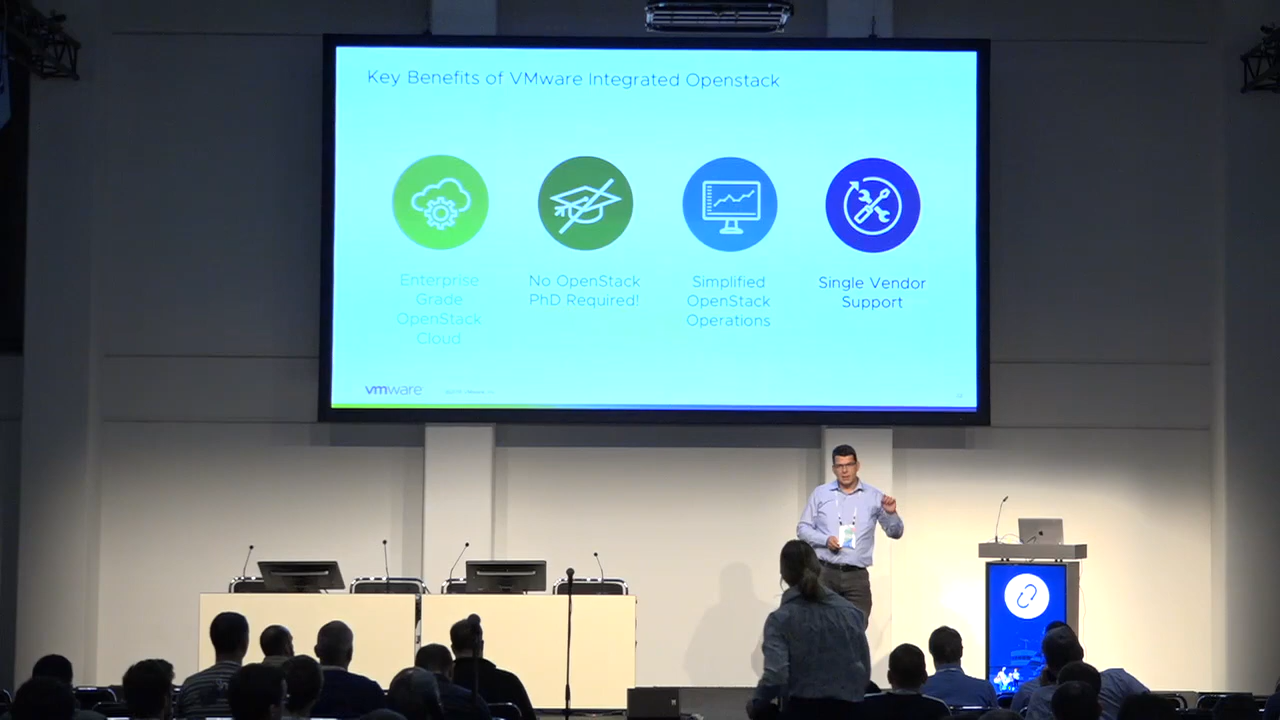 Key Benefits of VMware Integrated Openstack
Enterprise
Grade
OpenStack
Cloud
No OpenStack
PhD Required!
Simplified
OpenStack
Operations
Single Vendor
Support
vmware